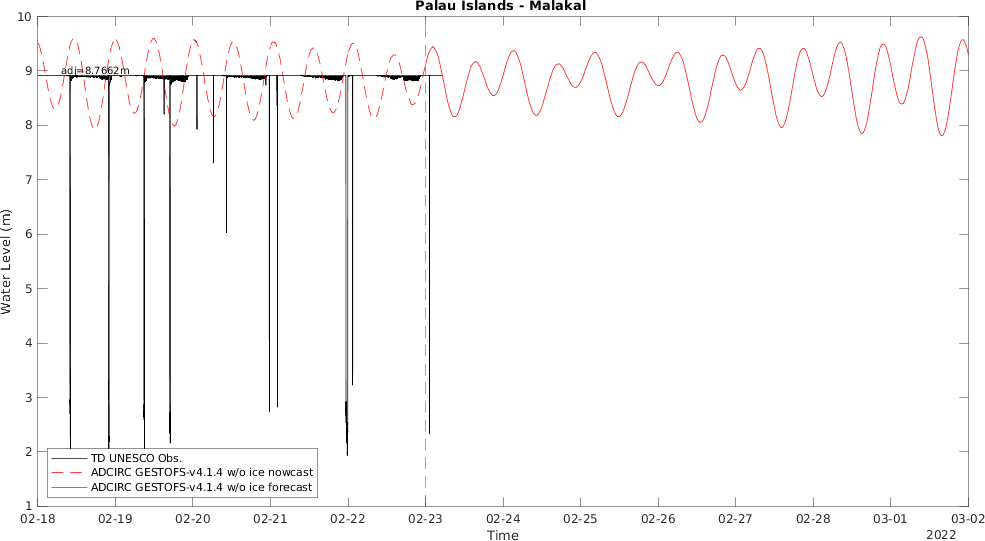 Palau Islands - Malakal
10
9
8
7
6
5
4
3
2
1
Water Level (m)
adj=8.7662m
TD UNESCO Obs.
ADCIRC GESTOFS-v4.1.4 w/o ice nowcast
ADCIRC GESTOFS-v4.1.4 w/o ice forecast
02-18 02-19 02-20 02-21 02-22 02-23 02-24 02-25 02-26 02-27 02-28 03-01 03-02
Time
2022